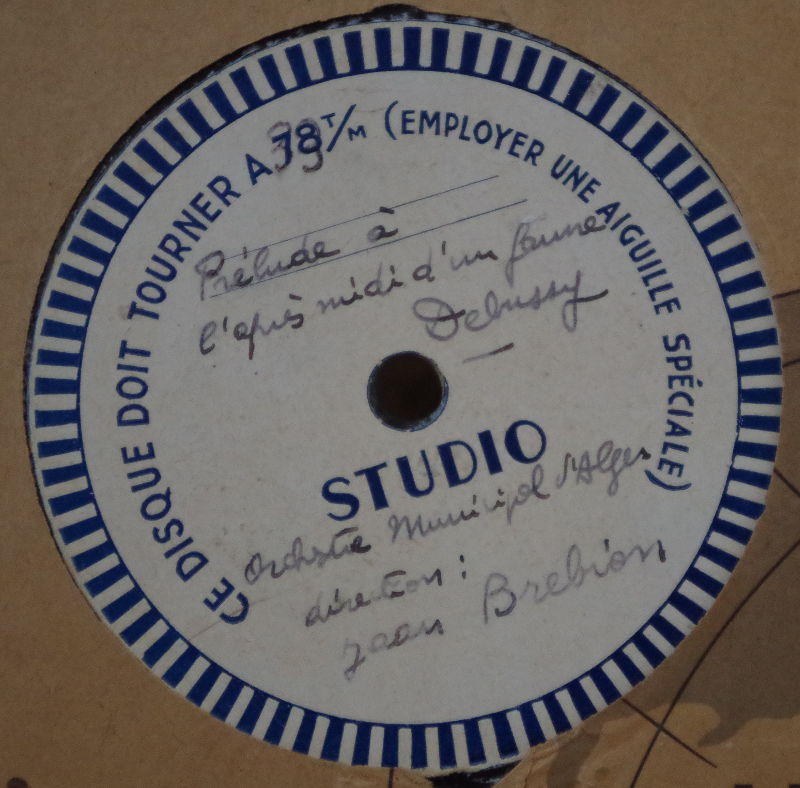 CE DISQUE DOIT TOURNER A 78 T/M (EMPLOYER UNE AIGUILLE SPÉCIALE)
33
Prélude à
l'après midi d'un faune
Debussy
STUDIO
Orchestre Municipal d'Alger
direction :
Jean Brebion